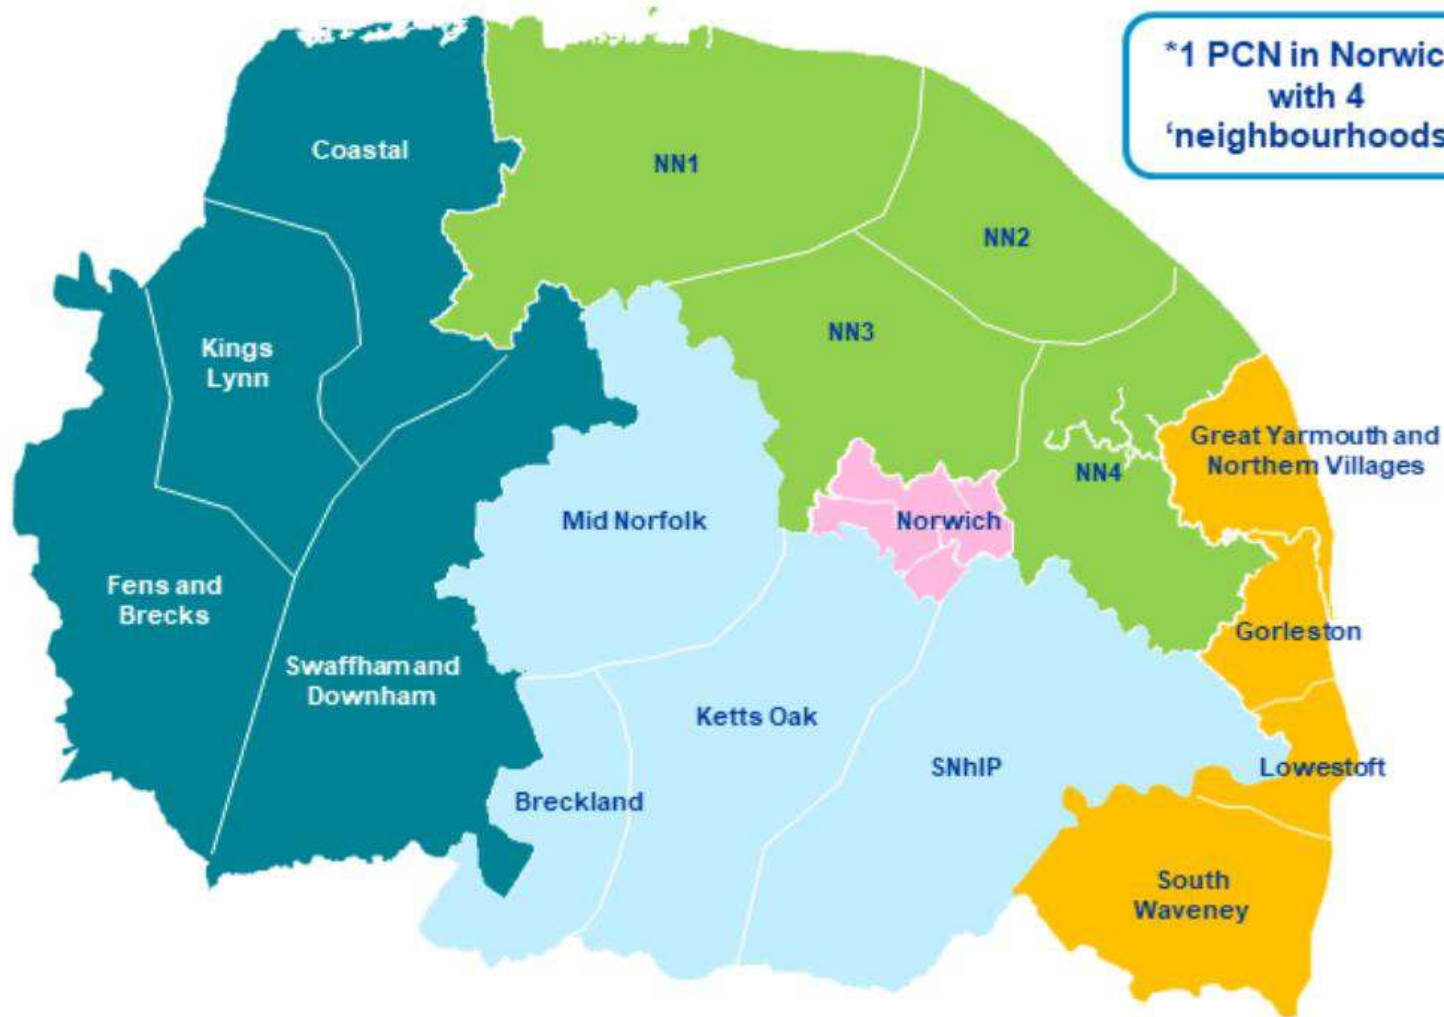 *1 PCN in Norwic
with 4
‘neighbourhoods
Coastal
NN1
NN2
NN3
Kings
Lynn
Great Yarmouth and
Northern Villages
NN4
Mid Norfolk
Norwich
Fens and
Brecks
Gorleston
Swaffham and
Downham
Ketts Oak
SNhIP
Lowestoft
Breckland
South
Waveney